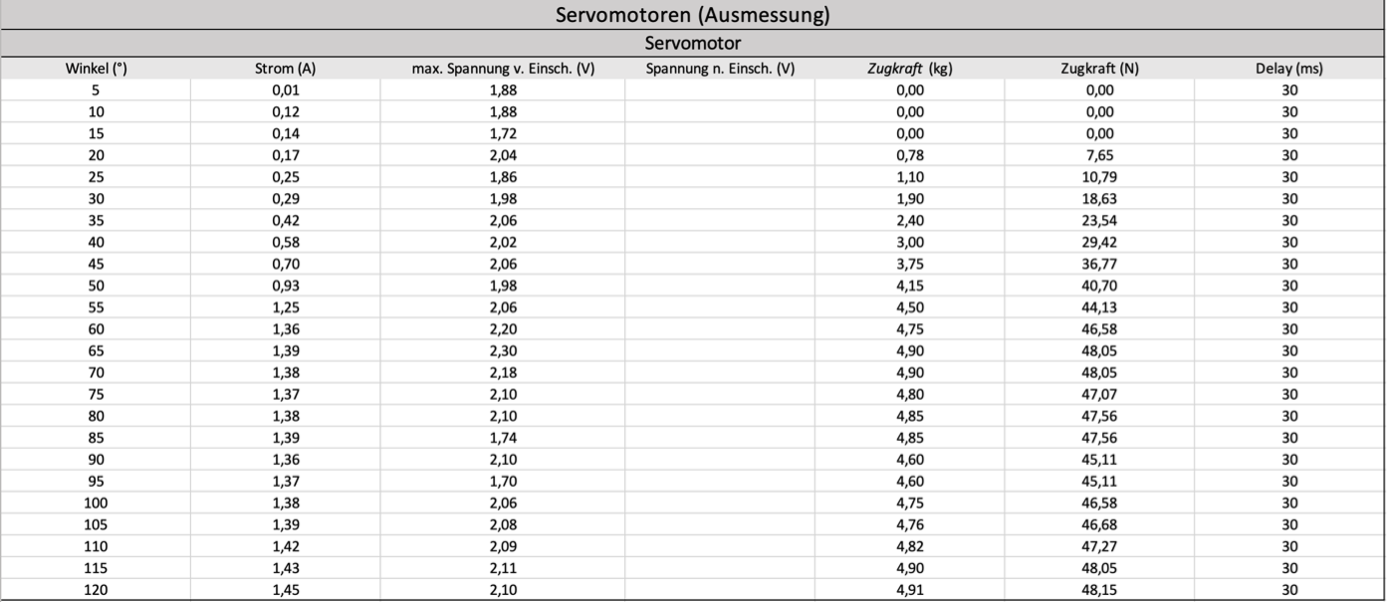 Servomotoren (Ausmessung)
Servomotor
Winkel (°) Strom (A) max. Spannung v. Einsch. (V) Spannung n. Einsch. (V) Zugkraft (kg) Zugkraft (N) Delay (ms)
5 0,01 1,88 0,00 0,00 30
10 0,12 1,88 0,00 0,00 30
15 0,14 1,72 0,00 0,00 30
20 0,17 2,04 0,78 7,65 30
25 0,25 1,86 1,10 10,79 30
30 0,29 1,98 1,90 18,63 30
35 0,42 2,06 2,40 23,54 30
40 0,58 2,02 3,00 29,42 30
45 0,70 2,06 3,75 36,77 30
50 0,93 1,98 4,15 40,70 30
55 1,25 2,06 4,50 44,13 30
60 1,36 2,20 4,75 46,58 30
65 1,39 2,30 4,90 48,05 30
70 1,38 2,18 4,90 48,05 30
75 1,37 2,10 4,80 47,07 30
80 1,38 2,10 4,85 47,56 30
85 1,39 1,74 4,85 47,56 30
90 1,36 2,10 4,60 45,11 30
95 1,37 1,70 4,60 45,11 30
100 1,38 2,06 4,75 46,58 30
105 1,39 2,08 4,76 46,68 30
110 1,42 2,09 4,82 47,27 30
115 1,43 2,11 4,90 48,05 30
120 1,45 2,10 4,91 48,15 30